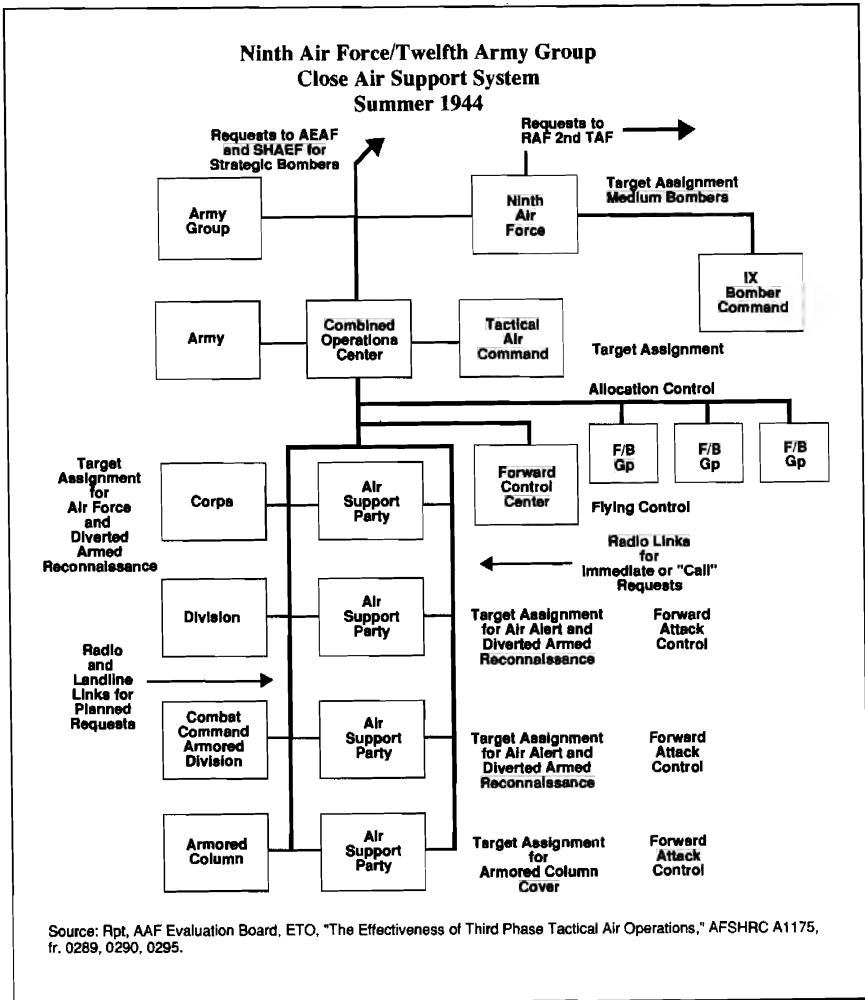 Ninth Air Force/Twelfth Army Group
Close Air Support System
Summer 1944
Requests to AEAF
and SHAEF for
Strategic Bombers
Requests to
RAF 2nd TAF
Army
Group
Ninth
Air
Force
Target Assignment
Medium Bombers
IX
Bomber
Command
Army
Combined
Operations
Center
Tactical
Air
Command
Target Assignment
Allocation Control
F/B
Gp
F/B
Gp
F/B
Gp
Target
Assignment
for
Air Force
and
Diverted
Armed
Reconnaissance
Corps
Air
Support
Party
Forward
Control
Center
Flying Control
Radio Links
for
Immediate or "Call"
Requests
Division
Air
Support
Party
Target Assignment
for Air Alert and
Diverted Armed
Reconnaissance
Forward
Attack
Control
Radio
and
Landline
Links for
Planned
Requests
Combat
Command
Armored
Division
Air
Support
Party
Target Assignment
for Air Alert and
Diverted Armed
Reconnaissance
Forward
Attack
Control
Armored
Column
Air
Support
Party
Target Assignment
for
Armored Column
Cover
Forward
Attack
Control
Source: Rpt, AAF Evaluation Board, ETO, "The Effectiveness of Third Phase Tactical Air Operations," AFSHRC A1175,
fr. 0289, 0290, 0295.